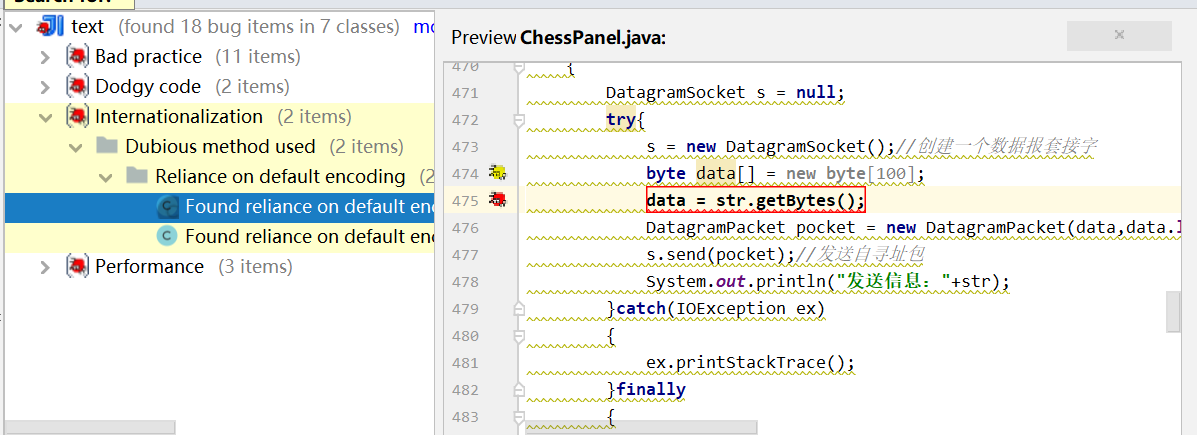 text (found 18 bug items in 7 classes)
Bad practice (11 items)
Dodgy code (2 items)
Internationalization (2 items)
Dubious method used (2 items)
Reliance on default encoding (2
Found reliance on default en
Found reliance on default en
Performance (3 items)
Preview ChessPanel.java:
470 {
471 DatagramSocket s = null;
472 try{
473 s = new DatagramSocket();//创建一个数据报套接字
474 byte data[] = new byte[100];
475 data = str.getBytes();
476 DatagramPacket pocket = new DatagramPacket(data,data.l
477 s.send(pocket);//发送自寻址包
478 System.out.println("发送信息："+str);
479 }catch(IOException ex)
480 {
481 ex.printStackTrace();
482 }finally
483 {